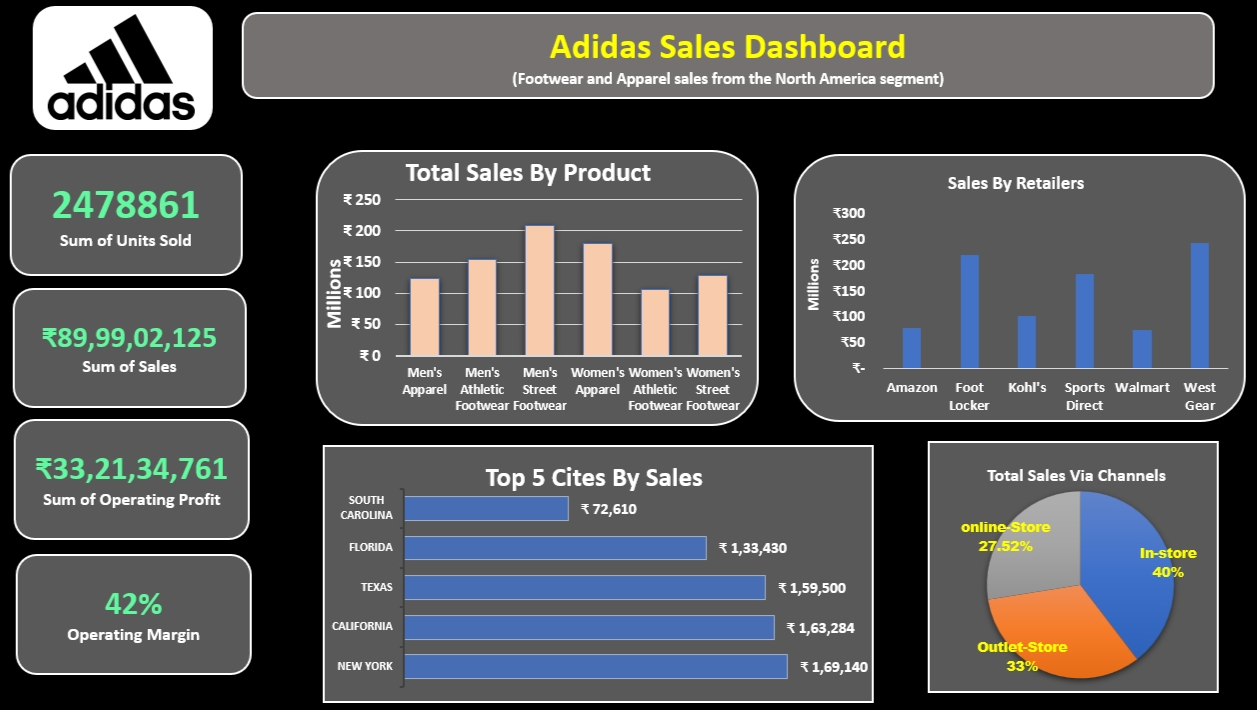 adidas
Adidas Sales Dashboard
(Footwear and Apparel sales from the North America segment)
2478861
Sum of Units Sold
₹89,99,02,125
Sum of Sales
₹33,21,34,761
Sum of Operating Profit
42%
Operating Margin
Total Sales By Product
Millions
₹ 250
₹ 200
₹ 150
₹ 100
₹ 50
₹ 0
Men's Apparel
Men's Athletic Footwear
Men's Street Footwear
Women's Apparel
Women's Athletic Footwear
Women's Street Footwear
Sales By Retailers
Millions
₹300
₹250
₹200
₹150
₹100
₹50
₹-
Amazon
Foot Locker
Kohl's
Sports Direct
Walmart
West Gear
Top 5 Cites By Sales
SOUTH CAROLINA
₹ 72,610
FLORIDA
₹ 1,33,430
TEXAS
₹ 1,59,500
CALIFORNIA
₹ 1,63,284
NEW YORK
₹ 1,69,140
Total Sales Via Channels
online-Store
27.52%
In-store
40%
Outlet-Store
33%